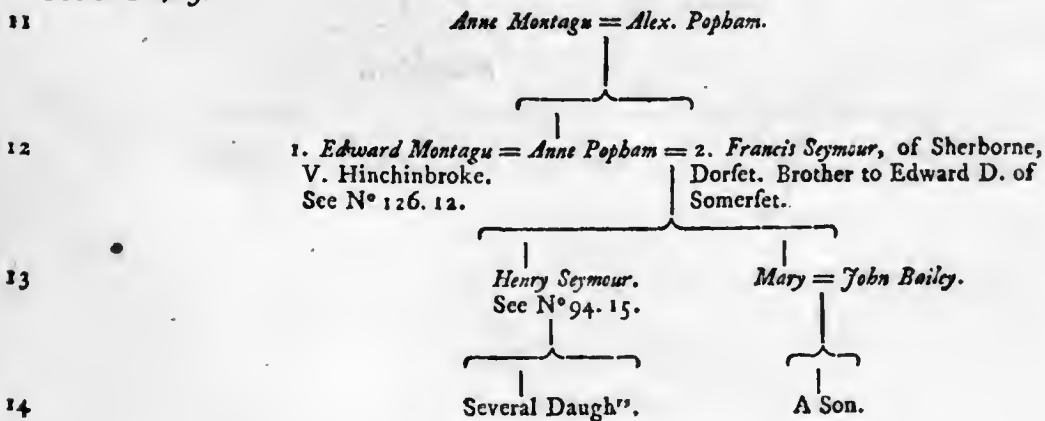 11 Anne Montagu = Alex. Popham.
12 1. Edward Montagu = Anne Popham = 2. Francis Seymour, of Sherborne,
V. Hinchinbroke. Dorſet. Brother to Edward D. of
See Nº 126. 12. Somerſet.
13 Henry Seymour. Mary = John Bailey.
See Nº 94. 15.
14 Several Daughʳˢ. A Son.